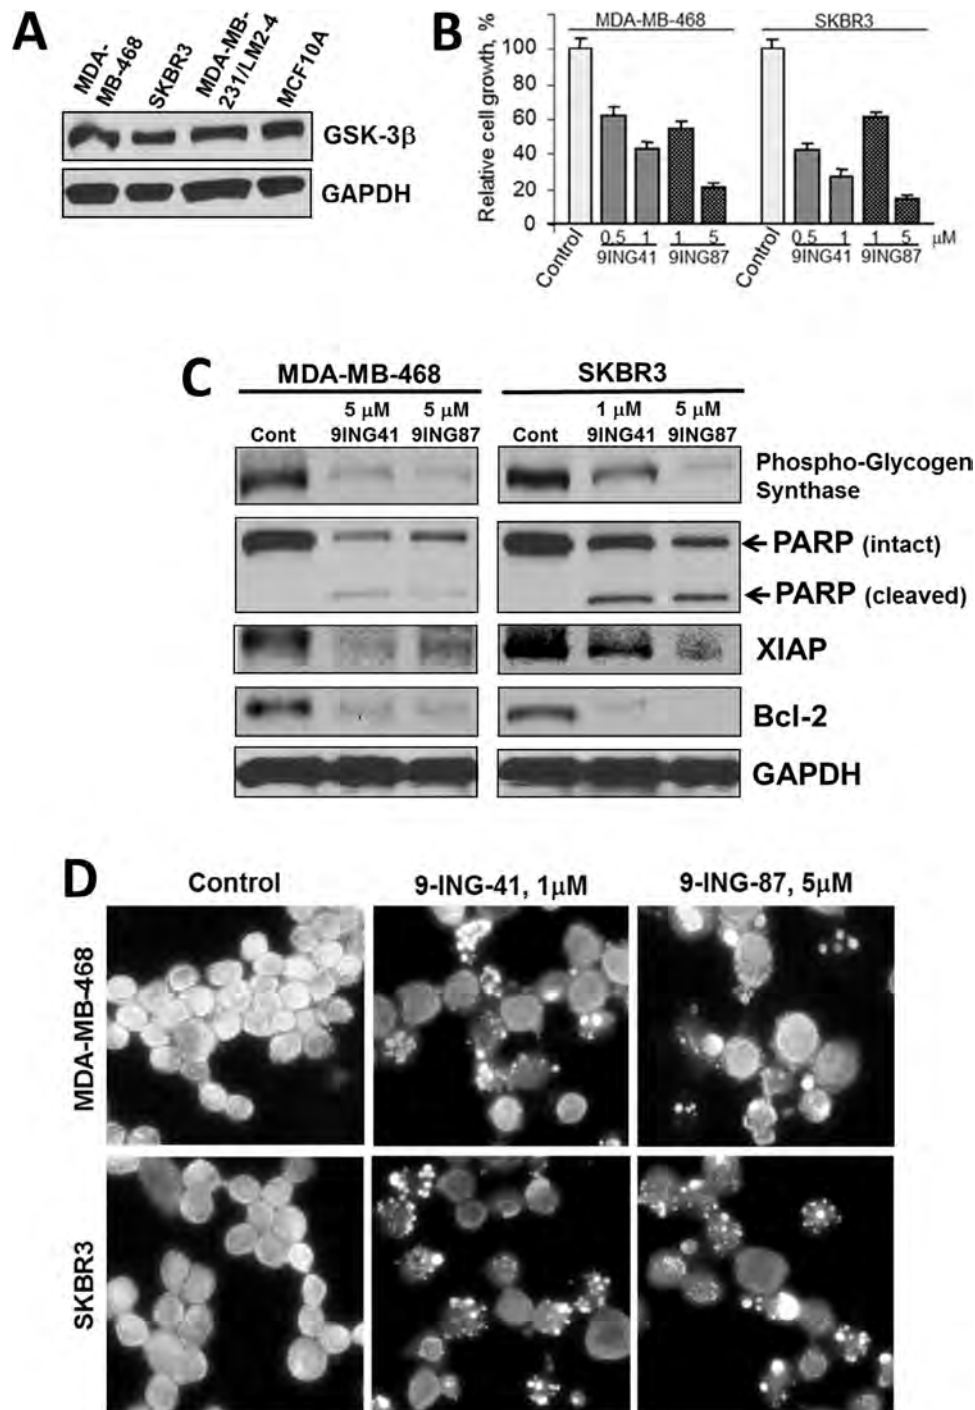 A
MDA-
MB-468
SKBR3
MDA-MB-
231/LM2-4
MCF10A
GSK-3β
GAPDH
B
MDA-MB-468
SKBR3
Relative cell growth, %
100
80
60
40
20
0
Control
0.5
1
1
5
9ING41
9ING87
Control
0.5
1
1
5
μM
9ING41
9ING87
C
MDA-MB-468
SKBR3
5 μM
5 μM
1 μM
5 μM
Cont
9ING41
9ING87
Cont
9ING41
9ING87
Phospho-Glycogen
Synthase
PARP (intact)
PARP (cleaved)
XIAP
Bcl-2
GAPDH
D
Control
9-ING-41, 1μM
9-ING-87, 5μM
MDA-MB-468
SKBR3